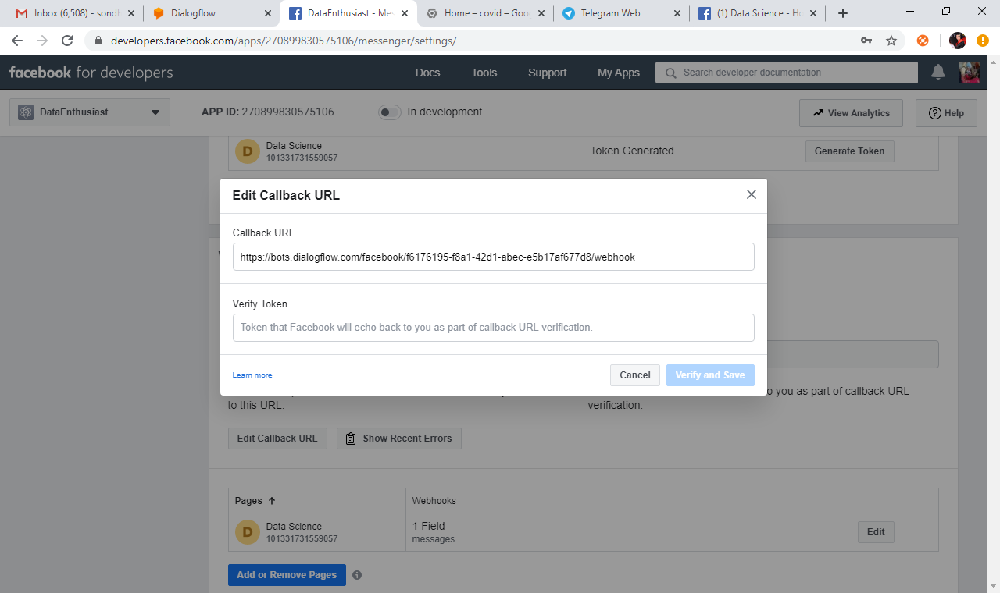 Inbox (6,508) - sondh
Dialogflow
DataEnthusiast - Mes
Home – covid – Goo
Telegram Web
(1) Data Science - Ho
developers.facebook.com/apps/270899830575106/messenger/settings/
facebook for developers
Docs
Tools
Support
My Apps
Search developer documentation
DataEnthusiast
APP ID: 270899830575106
In development
View Analytics
Help
D
Data Science
101331731559057
Token Generated
Generate Token
Edit Callback URL
Callback URL
https://bots.dialogflow.com/facebook/f6176195-f8a1-42d1-abec-e5b17af677d8/webhook
Verify Token
Token that Facebook will echo back to you as part of callback URL verification.
Learn more
Cancel
Verify and Save
to you as part of callback URL
to this URL.
verification.
Edit Callback URL
Show Recent Errors
Pages ↑
Webhooks
D
Data Science
101331731559057
1 Field
messages
Edit
Add or Remove Pages